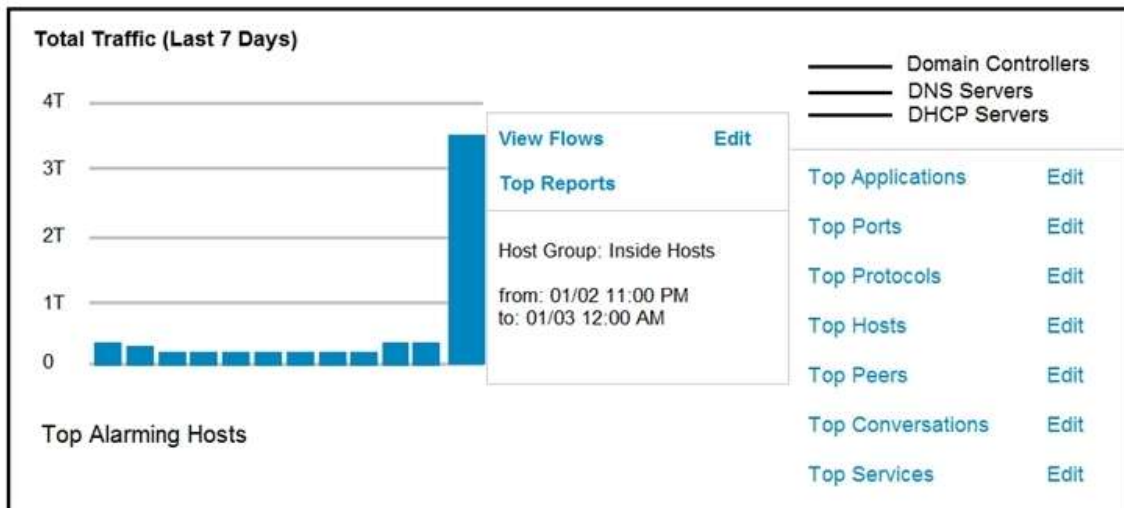 Total Traffic (Last 7 Days)
4T
3T
2T
1T
0
Top Alarming Hosts
View Flows Edit
Top Reports
Host Group: Inside Hosts
from: 01/02 11:00 PM
to: 01/03 12:00 AM
Domain Controllers
DNS Servers
DHCP Servers
Top Applications Edit
Top Ports Edit
Top Protocols Edit
Top Hosts Edit
Top Peers Edit
Top Conversations Edit
Top Services Edit